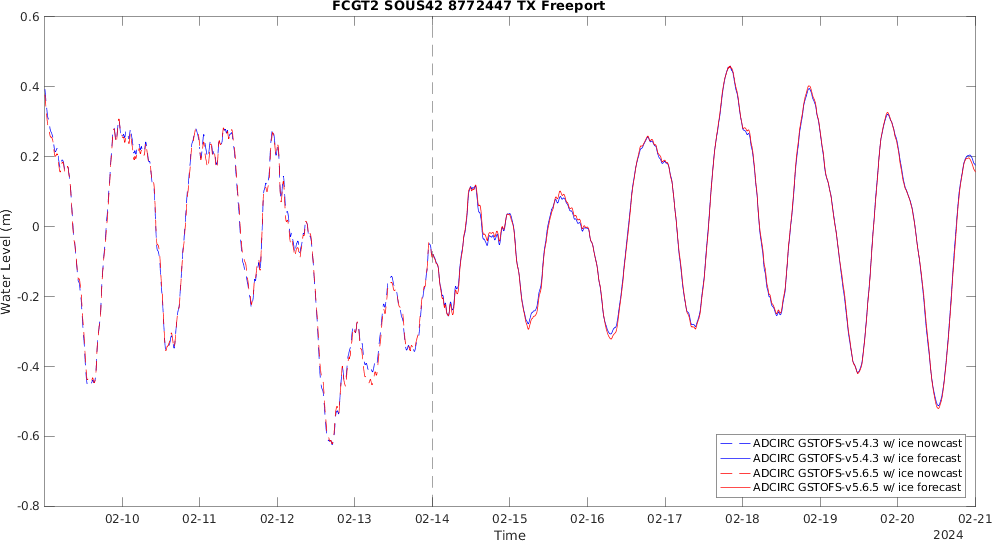 FCGT2 SOUS42 8772447 TX Freeport
Water Level (m)
0.6
0.4
0.2
0
-0.2
-0.4
-0.6
-0.8
ADCIRC GSTOFS-v5.4.3 w/ ice nowcast
ADCIRC GSTOFS-v5.4.3 w/ ice forecast
ADCIRC GSTOFS-v5.6.5 w/ ice nowcast
ADCIRC GSTOFS-v5.6.5 w/ ice forecast
02-10 02-11 02-12 02-13 02-14 02-15 02-16 02-17 02-18 02-19 02-20 02-21
Time
2024